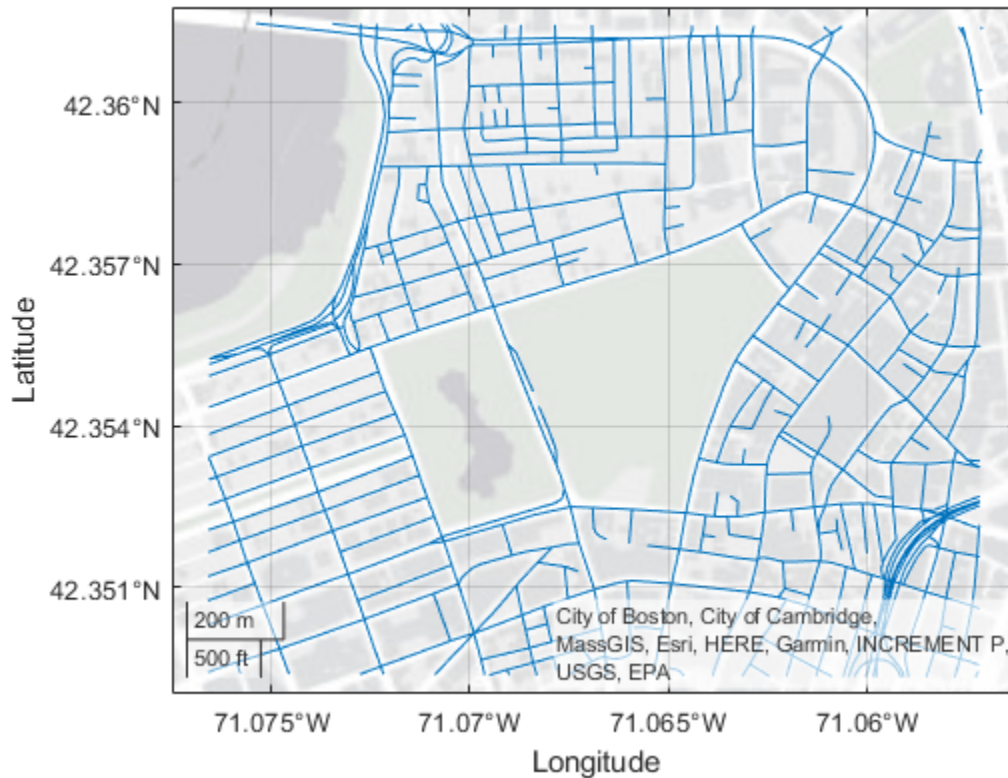 42.36°N
42.357°N
42.354°N
42.351°N
Latitude
200 m
500 ft
City of Boston, City of Cambridge,
MassGIS, Esri, HERE, Garmin, INCREMENT P,
USGS, EPA
71.075°W
71.07°W
71.065°W
71.06°W
Longitude